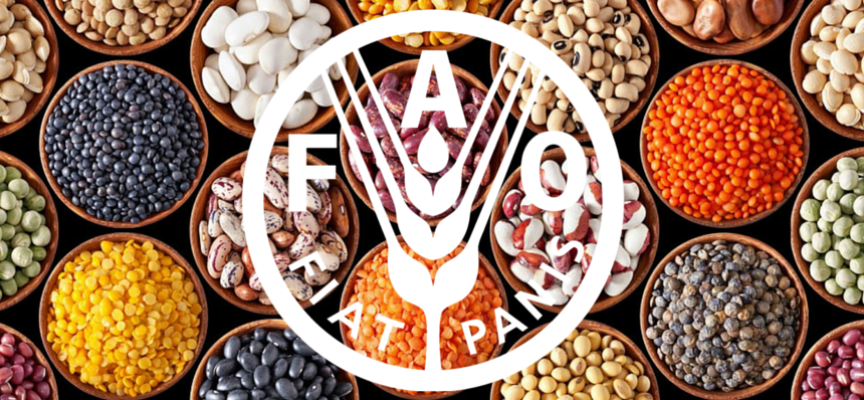 F A O
FIAT PANIS